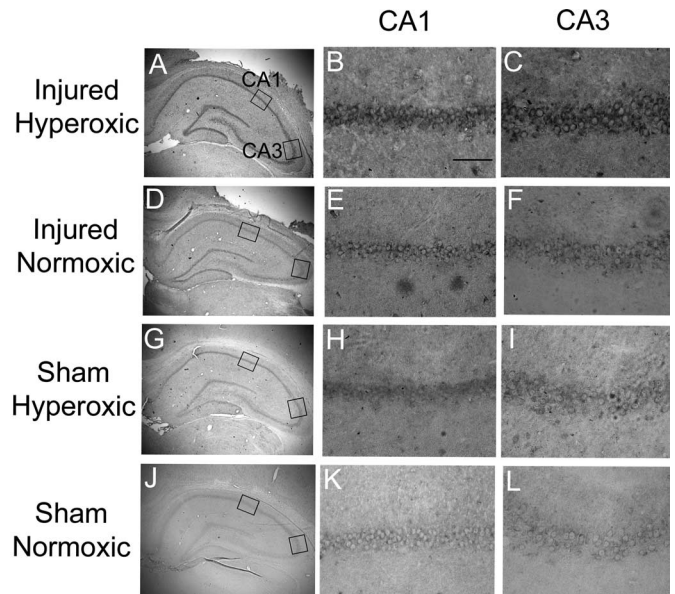 CA1 CA3
Injured
Hyperoxic
A
CA1
CA3
B
C
Injured
Normoxic
D
E
F
Sham
Hyperoxic
G
H
I
Sham
Normoxic
J
K
L